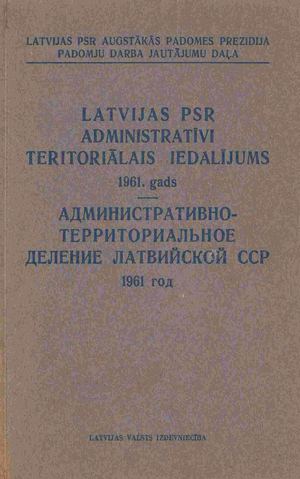 LATVIJAS PSR AUGSTĀKĀS PADOMES PREZIDIJA
PADOMJU DARBA JAUTĀJUMU DAĻA
LATVIJAS PSR
ADMINISTRATĪVI
TERITORIĀLAIS IEDALĪJUMS
1961. gads
АДМИНИСТРАТИВНО-
ТЕРРИТОРИАЛЬНОЕ
ДЕЛЕНИЕ ЛАТВИЙСКОЙ ССР
1961 год
LATVIJAS VALSTS IZDEVNIECĪBA